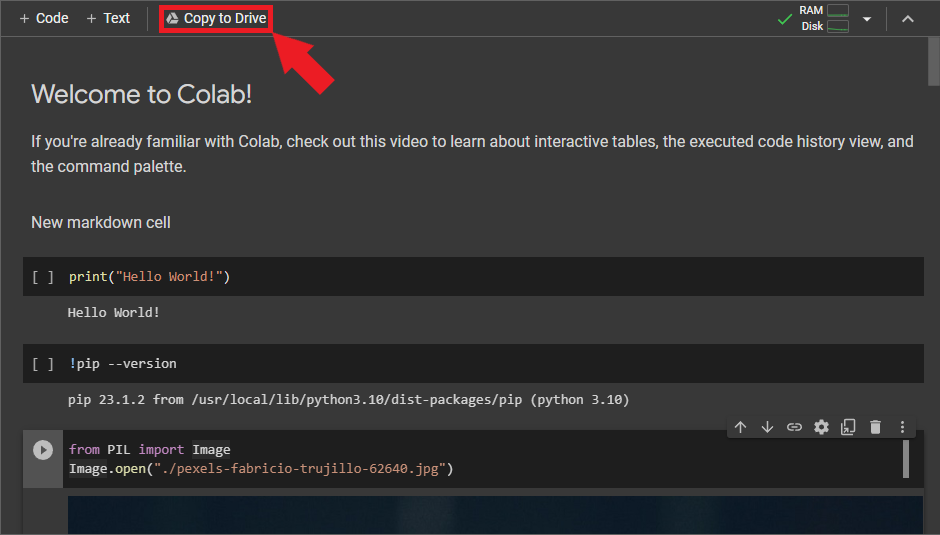 + Code + Text Copy to Drive
RAM
Disk
Welcome to Colab!
If you're already familiar with Colab, check out this video to learn about interactive tables, the executed code history view, and
the command palette.
New markdown cell
[ ] print("Hello World!")
Hello World!
[ ] !pip --version
pip 23.1.2 from /usr/local/lib/python3.10/dist-packages/pip (python 3.10)
from PIL import Image
Image.open("./pexels-fabricio-trujillo-62640.jpg")